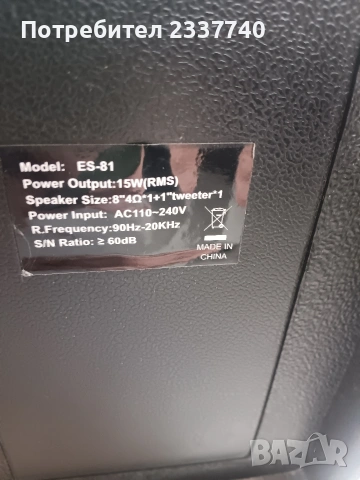 Потребител 2337740
Model: ES-81
Power Output:15W(RMS)
Speaker Size:8"4Ω*1+1"tweeter*1
Power Input: AC110~240V
R.Frequency:90Hz-20KHz
S/N Ratio: ≥ 60dB
MADE IN
CHINA
BAZAR